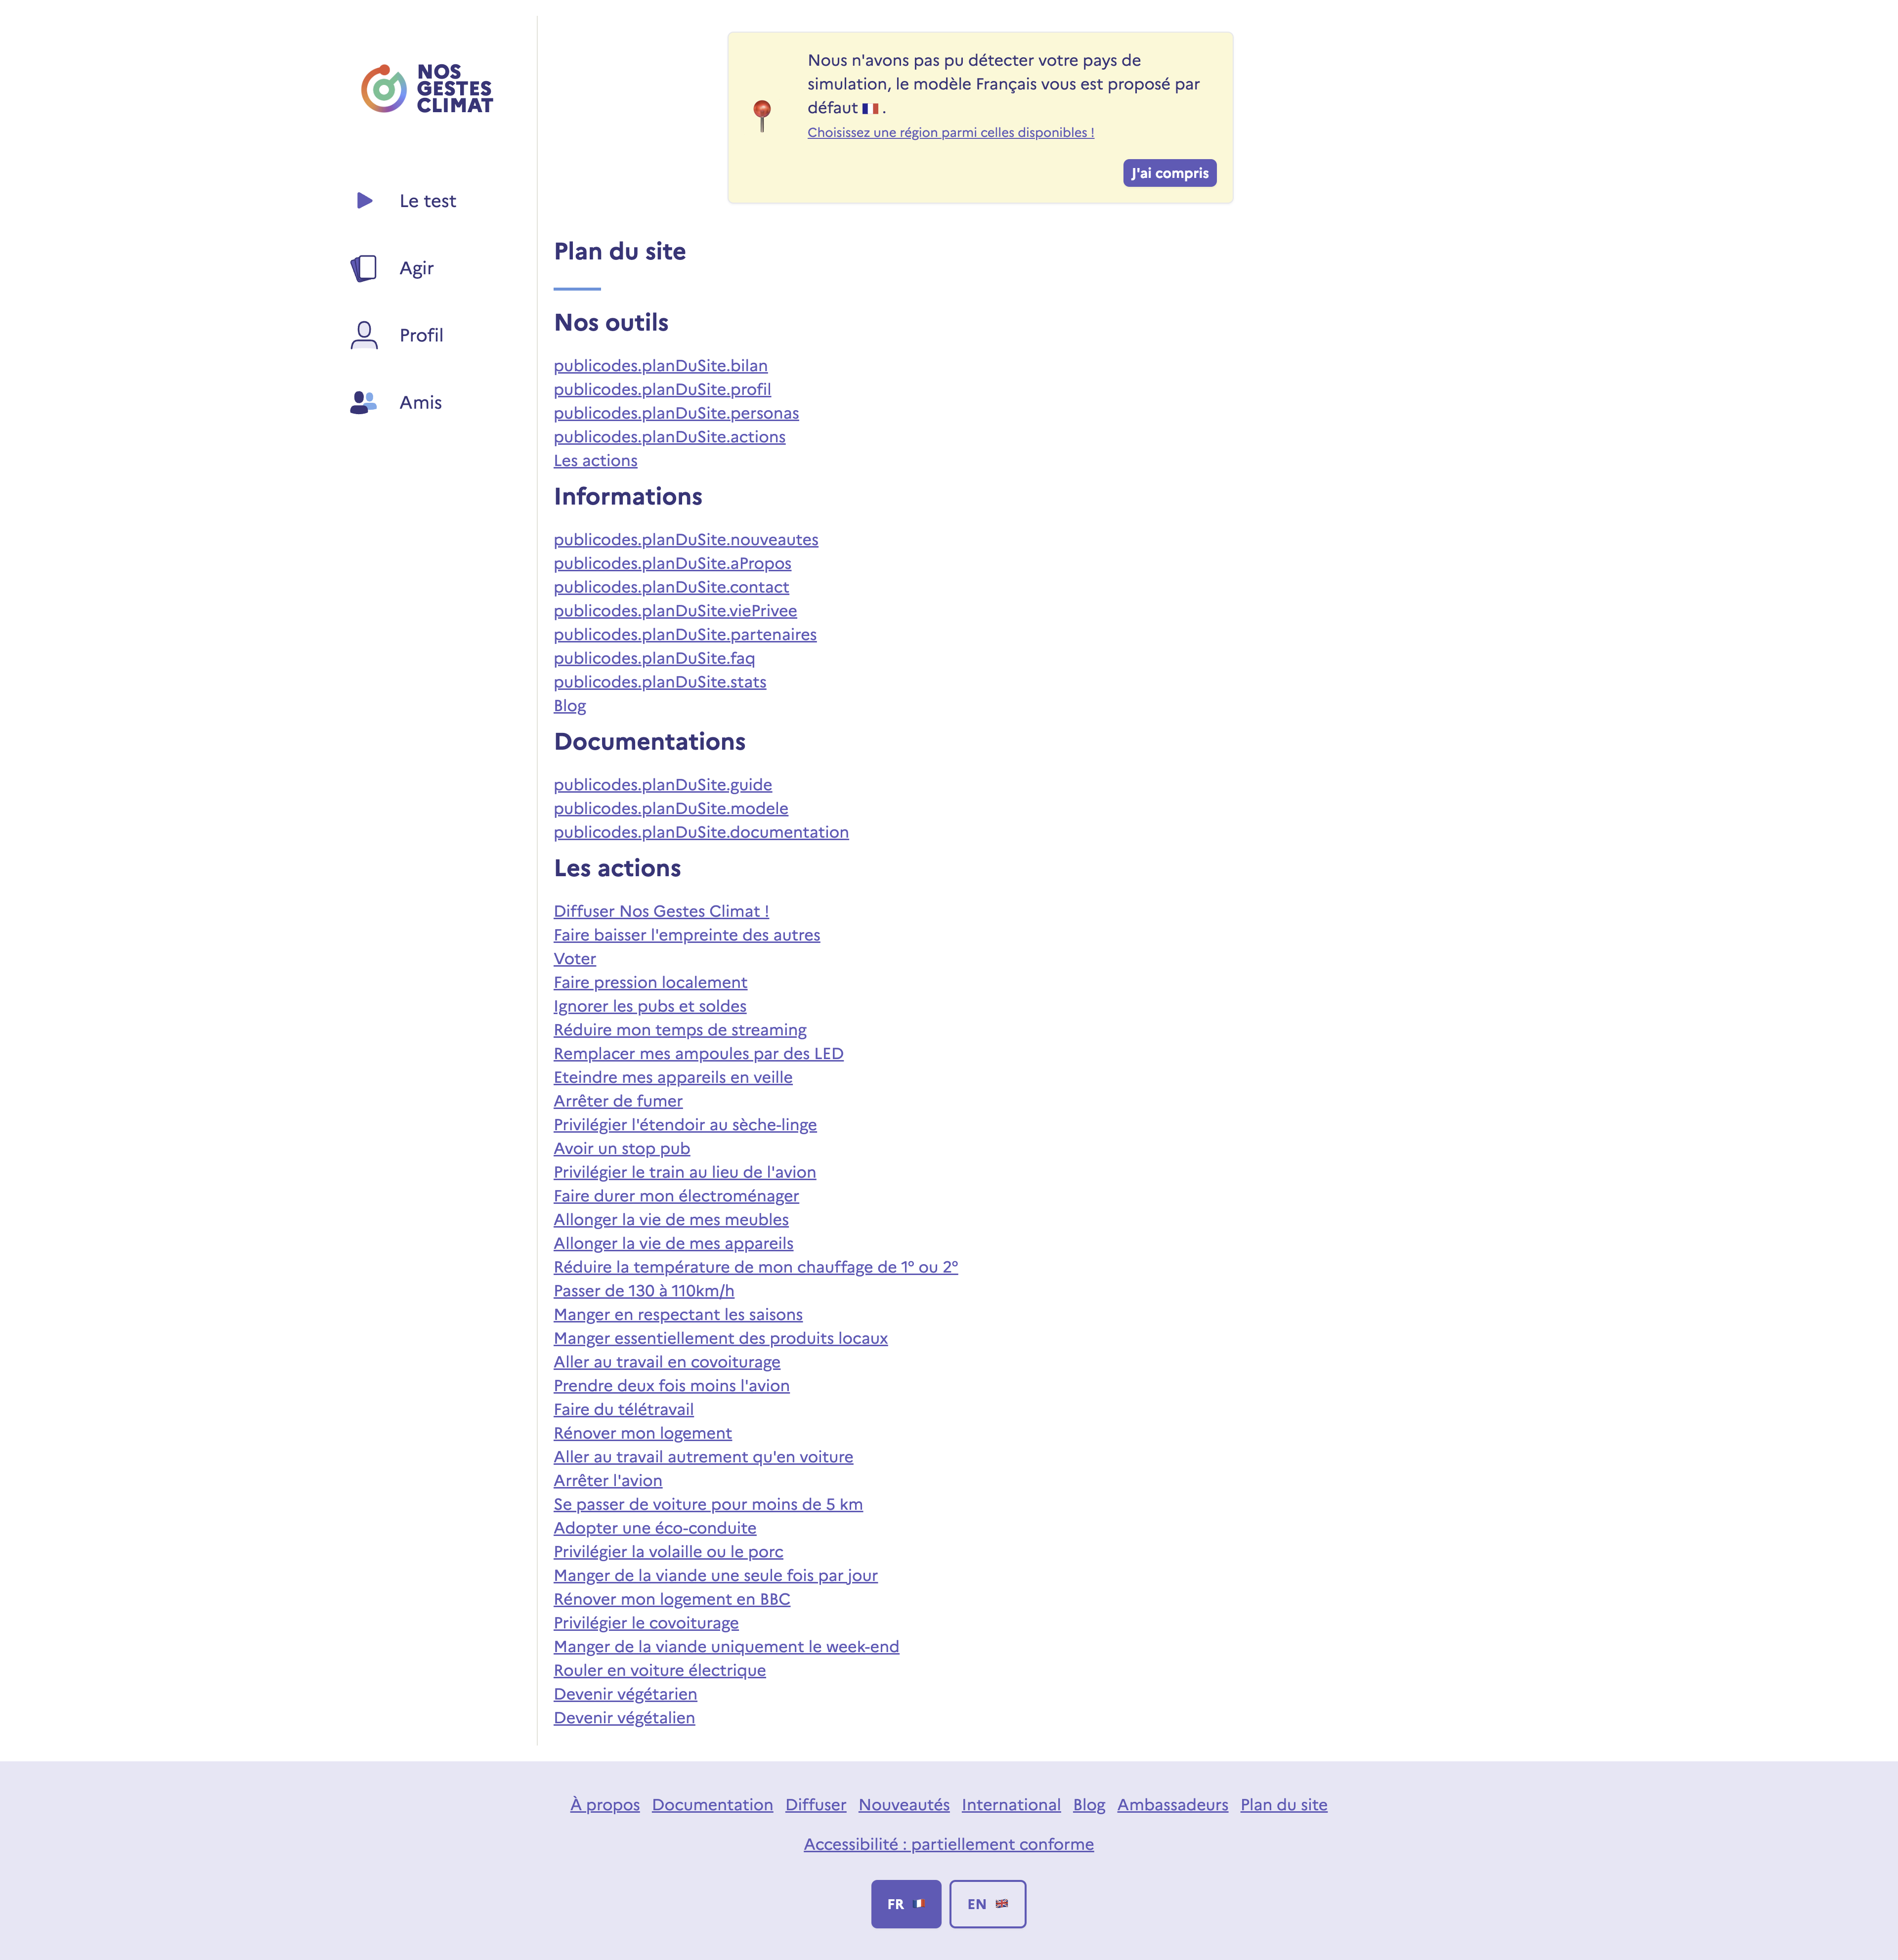 NOS
GESTES
CLIMAT
Le test
Agir
Profil
Amis
Nous n'avons pas pu détecter votre pays de
simulation, le modèle Français vous est proposé par
défaut .
Choisissez une région parmi celles disponibles !
J'ai compris
Plan du site
Nos outils
publicodes.planDuSite.bilan
publicodes.planDuSite.profil
publicodes.planDuSite.personas
publicodes.planDuSite.actions
Les actions
Informations
publicodes.planDuSite.nouveautes
publicodes.planDuSite.aPropos
publicodes.planDuSite.contact
publicodes.planDuSite.viePrivee
publicodes.planDuSite.partenaires
publicodes.planDuSite.faq
publicodes.planDuSite.stats
Blog
Documentations
publicodes.planDuSite.guide
publicodes.planDuSite.modele
publicodes.planDuSite.documentation
Les actions
Diffuser Nos Gestes Climat !
Faire baisser l'empreinte des autres
Voter
Faire pression localement
Ignorer les pubs et soldes
Réduire mon temps de streaming
Remplacer mes ampoules par des LED
Eteindre mes appareils en veille
Arrêter de fumer
Privilégier l'étendoir au sèche-linge
Avoir un stop pub
Privilégier le train au lieu de l'avion
Faire durer mon électroménager
Allonger la vie de mes meubles
Allonger la vie de mes appareils
Réduire la température de mon chauffage de 1° ou 2°
Passer de 130 à 110km/h
Manger en respectant les saisons
Manger essentiellement des produits locaux
Aller au travail en covoiturage
Prendre deux fois moins l'avion
Faire du télétravail
Rénover mon logement
Aller au travail autrement qu'en voiture
Arrêter l'avion
Se passer de voiture pour moins de 5 km
Adopter une éco-conduite
Privilégier la volaille ou le porc
Manger de la viande une seule fois par jour
Rénover mon logement en BBC
Privilégier le covoiturage
Manger de la viande uniquement le week-end
Rouler en voiture électrique
Devenir végétarien
Devenir végétalien
À propos Documentation Diffuser Nouveautés International Blog Ambassadeurs Plan du site
Accessibilité : partiellement conforme
FR EN